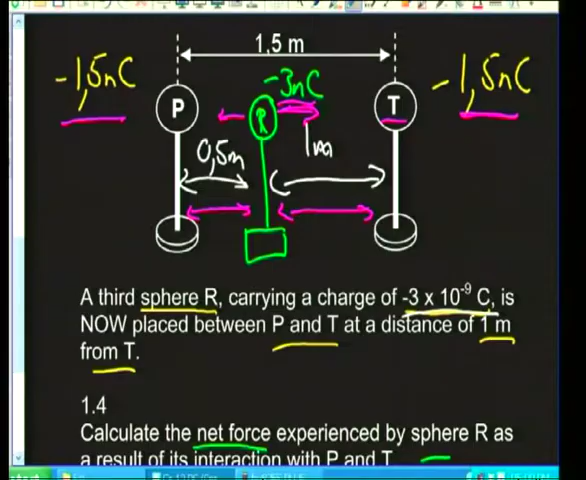 1.5 m
-1,5nC
-3nC
-1,5nC
P
R
T
0,5m
1m
A third sphere R, carrying a charge of -3 x 10⁻⁹ C, is
NOW placed between P and T at a distance of 1 m
from T.
1.4
Calculate the net force experienced by sphere R as
a result of its interaction with P and T